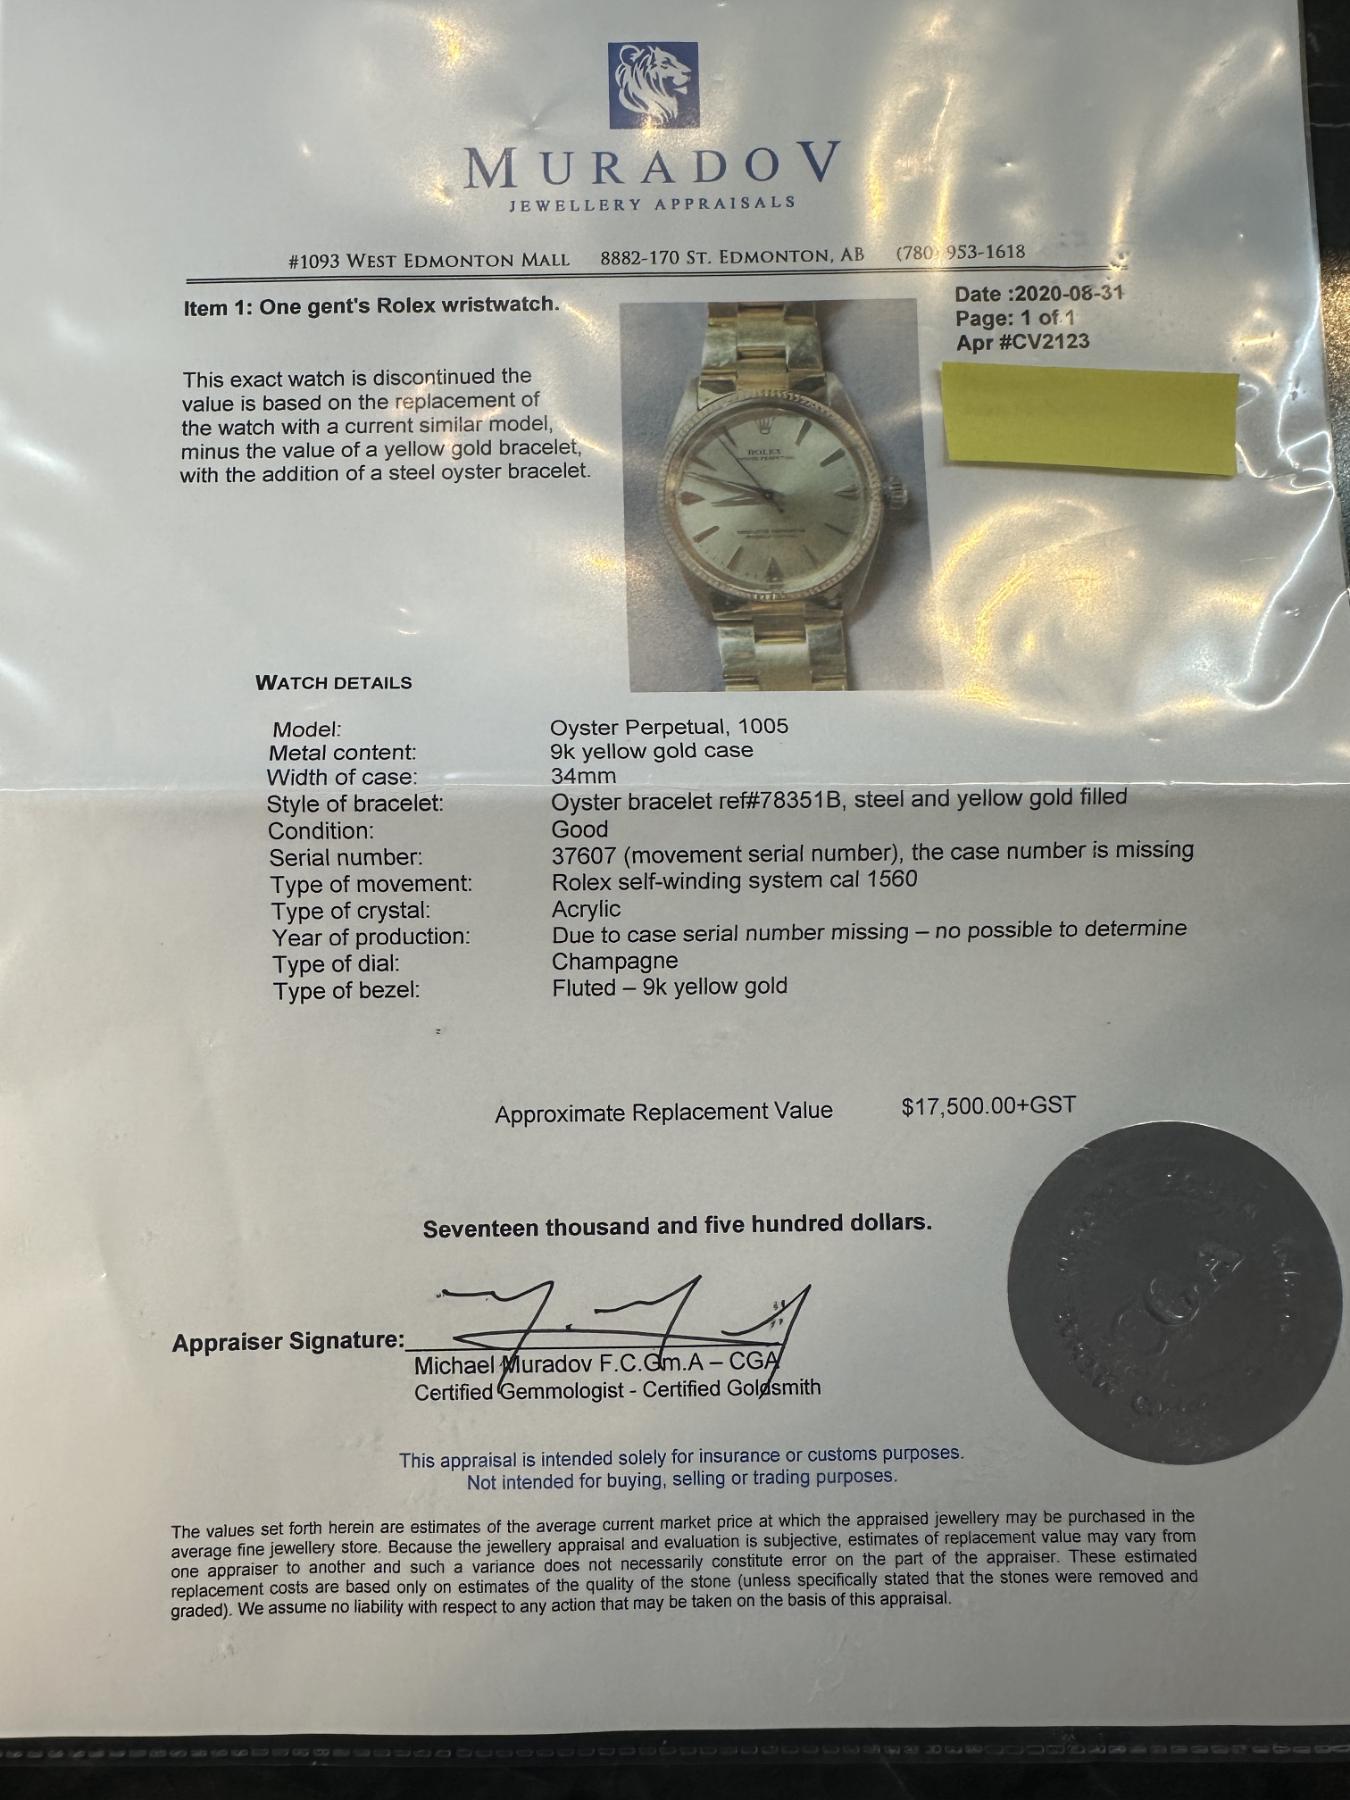 MURADOV
JEWELLERY APPRAISALS
#1093 WEST EDMONTON MALL 8882-170 ST. EDMONTON, AB (780) 953-1618
Item 1: One gent's Rolex wristwatch.
Date :2020-08-31
Page: 1 of 1
Apr #CV2123
This exact watch is discontinued the
value is based on the replacement of
the watch with a current similar model,
minus the value of a yellow gold bracelet,
with the addition of a steel oyster bracelet.
ROLEX
WATCH DETAILS
Model: Oyster Perpetual, 1005
Metal content: 9k yellow gold case
Width of case: 34mm
Style of bracelet: Oyster bracelet ref#78351B, steel and yellow gold filled
Condition: Good
Serial number: 37607 (movement serial number), the case number is missing
Type of movement: Rolex self-winding system cal 1560
Type of crystal: Acrylic
Year of production: Due to case serial number missing – no possible to determine
Type of dial: Champagne
Type of bezel: Fluted – 9k yellow gold
Approximate Replacement Value $17,500.00+GST
Seventeen thousand and five hundred dollars.
Appraiser Signature:
Michael Muradov F.C.Gm.A – CGA
Certified Gemmologist - Certified Goldsmith
CGA
This appraisal is intended solely for insurance or customs purposes.
Not intended for buying, selling or trading purposes.
The values set forth herein are estimates of the average current market price at which the appraised jewellery may be purchased in the
average fine jewellery store. Because the jewellery appraisal and evaluation is subjective, estimates of replacement value may vary from
one appraiser to another and such a variance does not necessarily constitute error on the part of the appraiser. These estimated
replacement costs are based only on estimates of the quality of the stone (unless specifically stated that the stones were removed and
graded). We assume no liability with respect to any action that may be taken on the basis of this appraisal.